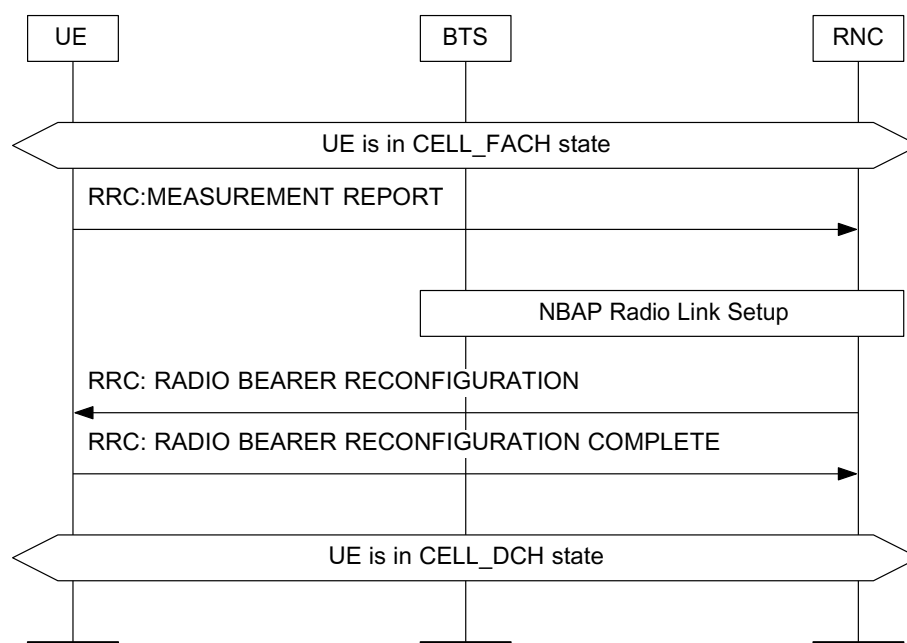 UE
BTS
RNC
UE is in CELL_FACH state
RRC:MEASUREMENT REPORT
NBAP Radio Link Setup
RRC: RADIO BEARER RECONFIGURATION
RRC: RADIO BEARER RECONFIGURATION COMPLETE
UE is in CELL_DCH state